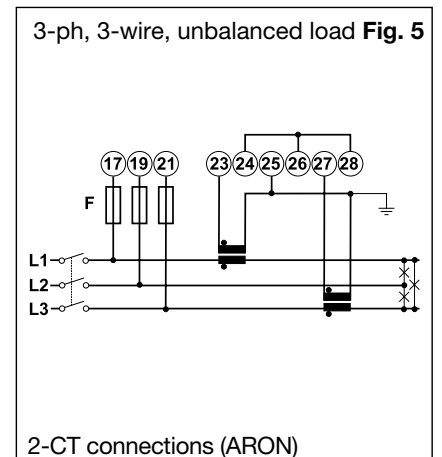 3-ph, 3-wire, unbalanced load Fig. 5
17 19 21 23 24 25 26 27 28
F
L1
L2
L3
2-CT connections (ARON)